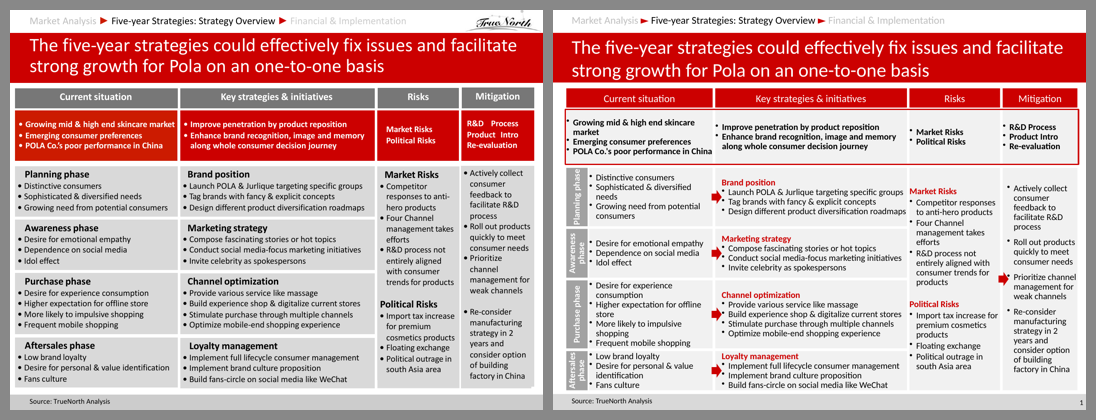 Market Analysis ► Five-year Strategies: Strategy Overview ► Financial & Implementation
TrueNorth
The five-year strategies could effectively fix issues and facilitate
strong growth for Pola on an one-to-one basis
Current situation
Key strategies & initiatives
Risks
Mitigation
• Growing mid & high end skincare market
• Emerging consumer preferences
• POLA Co.'s poor performance in China
• Improve penetration by product reposition
• Enhance brand recognition, image and memory
along whole consumer decision journey
Market Risks
Political Risks
R&D Process
Product Intro
Re-evaluation
Planning phase
• Distinctive consumers
• Sophisticated & diversified needs
• Growing need from potential consumers
Brand position
• Launch POLA & Jurlique targeting specific groups
• Tag brands with fancy & explicit concepts
• Design different product diversification roadmaps
Awareness phase
• Desire for emotional empathy
• Dependence on social media
• Idol effect
Marketing strategy
• Compose fascinating stories or hot topics
• Conduct social media-focus marketing initiatives
• Invite celebrity as spokespersons
Purchase phase
• Desire for experience consumption
• Higher expectation for offline store
• More likely to impulsive shopping
• Frequent mobile shopping
Channel optimization
• Provide various service like massage
• Build experience shop & digitalize current stores
• Stimulate purchase through multiple channels
• Optimize mobile-end shopping experience
Aftersales phase
• Low brand loyalty
• Desire for personal & value identification
• Fans culture
Loyalty management
• Implement full lifecycle consumer management
• Implement brand culture proposition
• Build fans-circle on social media like WeChat
Market Risks
• Competitor
responses to anti-
hero products
• Four Channel
management takes
efforts
• R&D process not
entirely aligned
with consumer
trends for
products
Political Risks
• Import tax increase
for premium
cosmetics products
• Floating exchange
• Political outrage in
south Asia area
• Actively collect
consumer
feedback to
facilitate R&D
process
• Roll out products
quickly to meet
consumer needs
• Prioritize
channel
management for
weak channels
• Re-consider
manufacturing
strategy in 2
years and
consider option
of building
factory in China
Source: TrueNorth Analysis
Market Analysis ► Five-year Strategies: Strategy Overview ► Financial & Implementation
The five-year strategies could effectively fix issues and facilitate
strong growth for Pola on an one-to-one basis
Current situation
Key strategies & initiatives
Risks
Mitigation
• Growing mid & high end skincare
market
• Emerging consumer preferences
• POLA Co.'s poor performance in China
• Improve penetration by product reposition
• Enhance brand recognition, image and memory
along whole consumer decision journey
• Market Risks
• Political Risks
• R&D Process
• Product Intro
• Re-evaluation
Planning phase
• Distinctive consumers
• Sophisticated & diversified
needs
• Growing need from potential
consumers
Brand position
• Launch POLA & Jurlique targeting specific groups
• Tag brands with fancy & explicit concepts
• Design different product diversification roadmaps
Awareness
phase
• Desire for emotional empathy
• Dependence on social media
• Idol effect
Marketing strategy
• Compose fascinating stories or hot topics
• Conduct social media-focus marketing initiatives
• Invite celebrity as spokespersons
Purchase phase
• Desire for experience
consumption
• Higher expectation for offline
store
• More likely to impulsive
shopping
• Frequent mobile shopping
Channel optimization
• Provide various service like massage
• Build experience shop & digitalize current stores
• Stimulate purchase through multiple channels
• Optimize mobile-end shopping experience
Aftersales
phase
• Low brand loyalty
• Desire for personal & value
identification
• Fans culture
Loyalty management
• Implement full lifecycle consumer management
• Implement brand culture proposition
• Build fans-circle on social media like WeChat
Market Risks
• Competitor responses
to anti-hero products
• Four Channel
management takes
efforts
• R&D process not
entirely aligned with
consumer trends for
products
Political Risks
• Import tax increase for
premium cosmetics
products
• Floating exchange
• Political outrage in
south Asia area
• Actively collect
consumer
feedback to
facilitate R&D
process
• Roll out products
quickly to meet
consumer needs
• Prioritize channel
management for
weak channels
• Re-consider
manufacturing
strategy in 2
years and
consider option
of building
factory in China
Source: TrueNorth Analysis
1